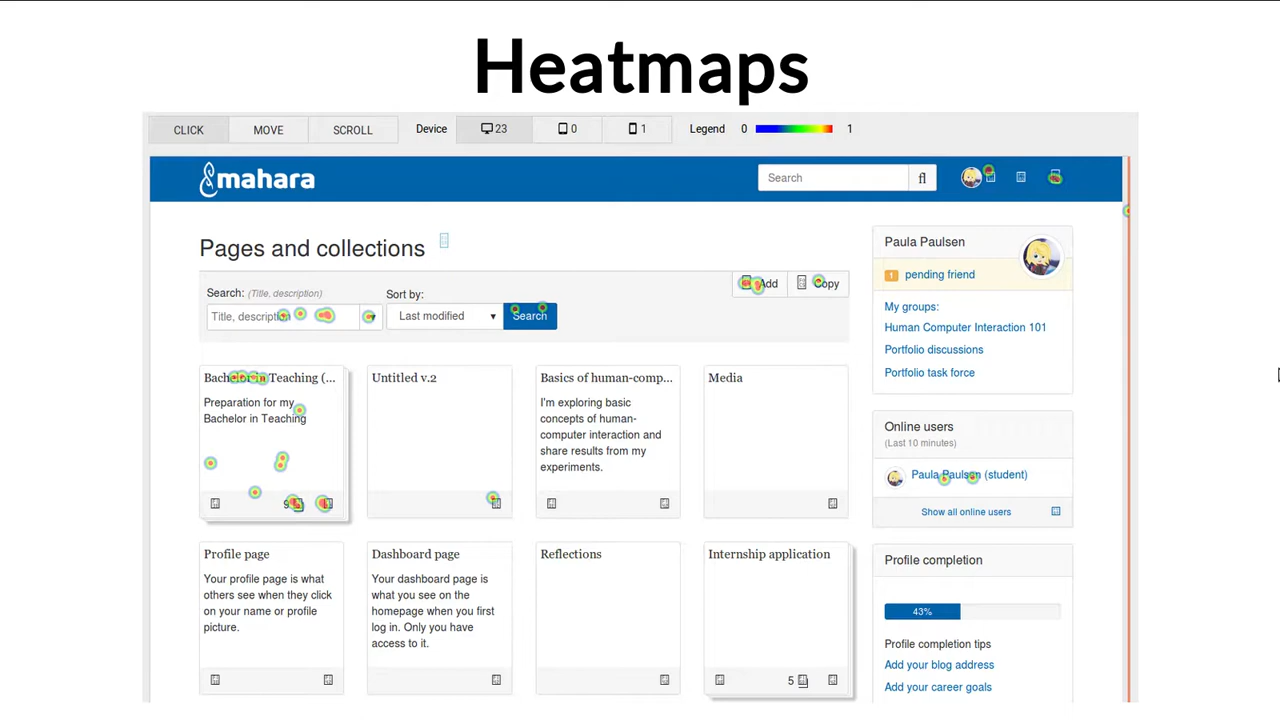 Heatmaps
CLICK MOVE SCROLL Device 23 0 1 Legend 0 1
mahara Search fl
Pages and collections
Search: (Title, description) Sort by:
Title, description Last modified Search
Add Copy
Bachelor in Teaching (...
Preparation for my
Bachelor in Teaching
9
Untitled v.2
Basics of human-comp...
I'm exploring basic
concepts of human-
computer interaction and
share results from my
experiments.
Media
Profile page
Your profile page is what
others see when they click
on your name or profile
picture.
Dashboard page
Your dashboard page is
what you see on the
homepage when you first
log in. Only you have
access to it.
Reflections
Internship application
5
Paula Paulsen
1 pending friend
My groups:
Human Computer Interaction 101
Portfolio discussions
Portfolio task force
Online users
(Last 10 minutes)
Paula Paulsen (student)
Show all online users
Profile completion
43%
Profile completion tips
Add your blog address
Add your career goals